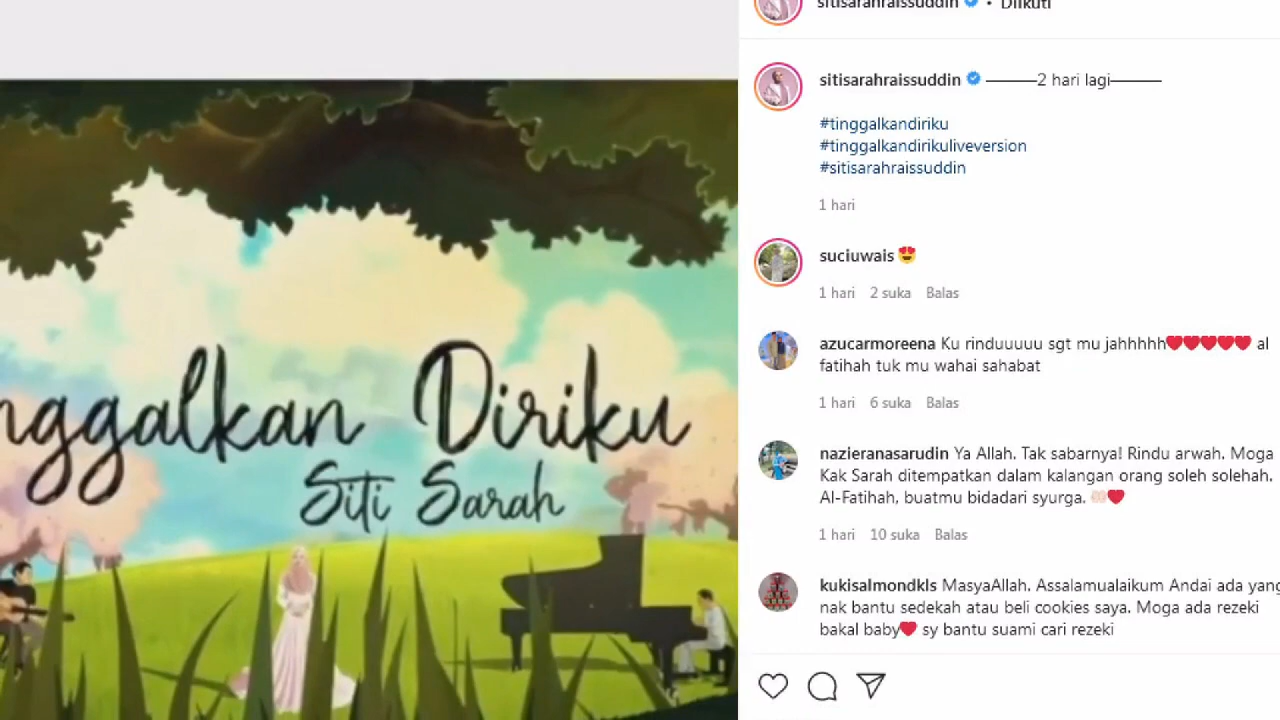 nggalkan Diriku
Siti Sarah
sitisarahraissuddin • Diikuti
sitisarahraissuddin ———2 hari lagi———
#tinggalkandiriku
#tinggalkandirikuliveversion
#sitisarahraissuddin
1 hari
suciuwais 😍
1 hari 2 suka Balas
azucarmoreena Ku rinduuuuu sgt mu jahhhhh❤❤❤❤❤ al
fatihah tuk mu wahai sahabat
1 hari 6 suka Balas
nazieranasarudin Ya Allah. Tak sabarnya! Rindu arwah. Moga
Kak Sarah ditempatkan dalam kalangan orang soleh solehah.
Al-Fatihah, buatmu bidadari syurga. 🤲🏻❤
1 hari 10 suka Balas
kukisalmondkls MasyaAllah. Assalamualaikum Andai ada yang
nak bantu sedekah atau beli cookies saya. Moga ada rezeki
bakal baby❤ sy bantu suami cari rezeki